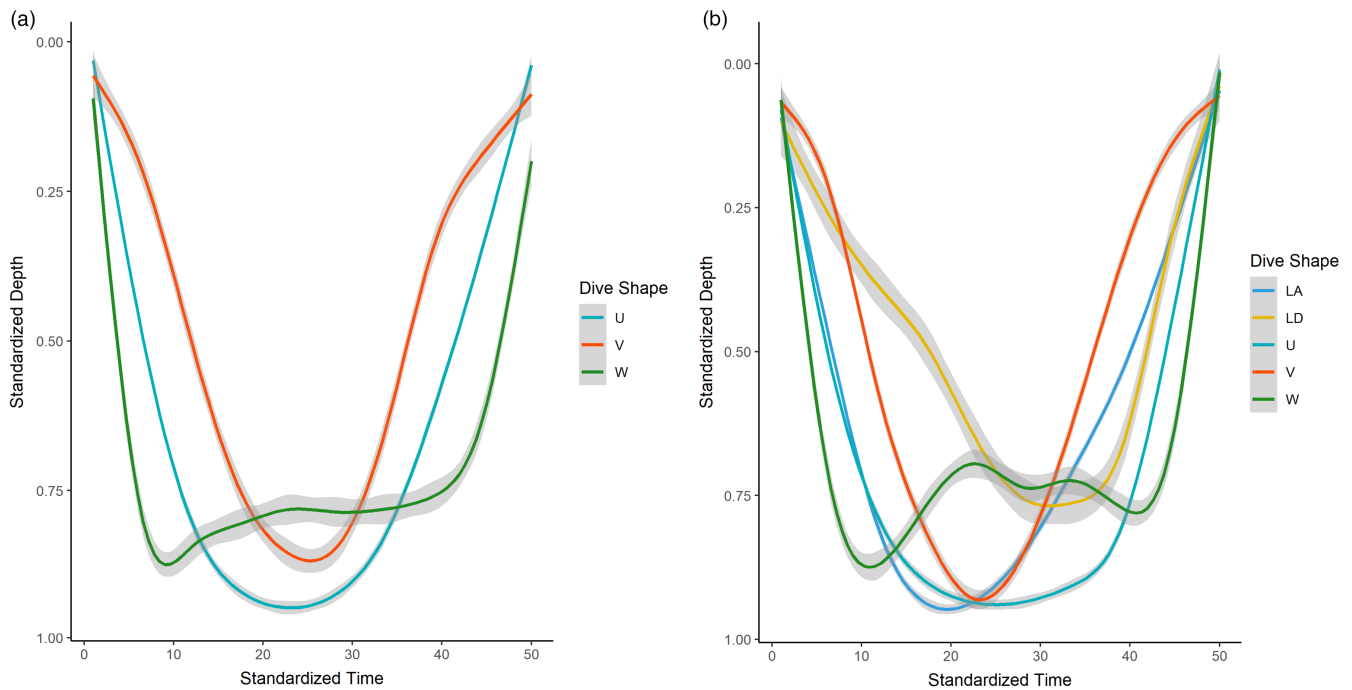 (a)
0.00
0.25
0.50
0.75
1.00
Standardized Depth
0 10 20 30 40 50
Standardized Time
Dive Shape
U
V
W
(b)
0.00
0.25
0.50
0.75
1.00
Standardized Depth
0 10 20 30 40 50
Standardized Time
Dive Shape
LA
LD
U
V
W